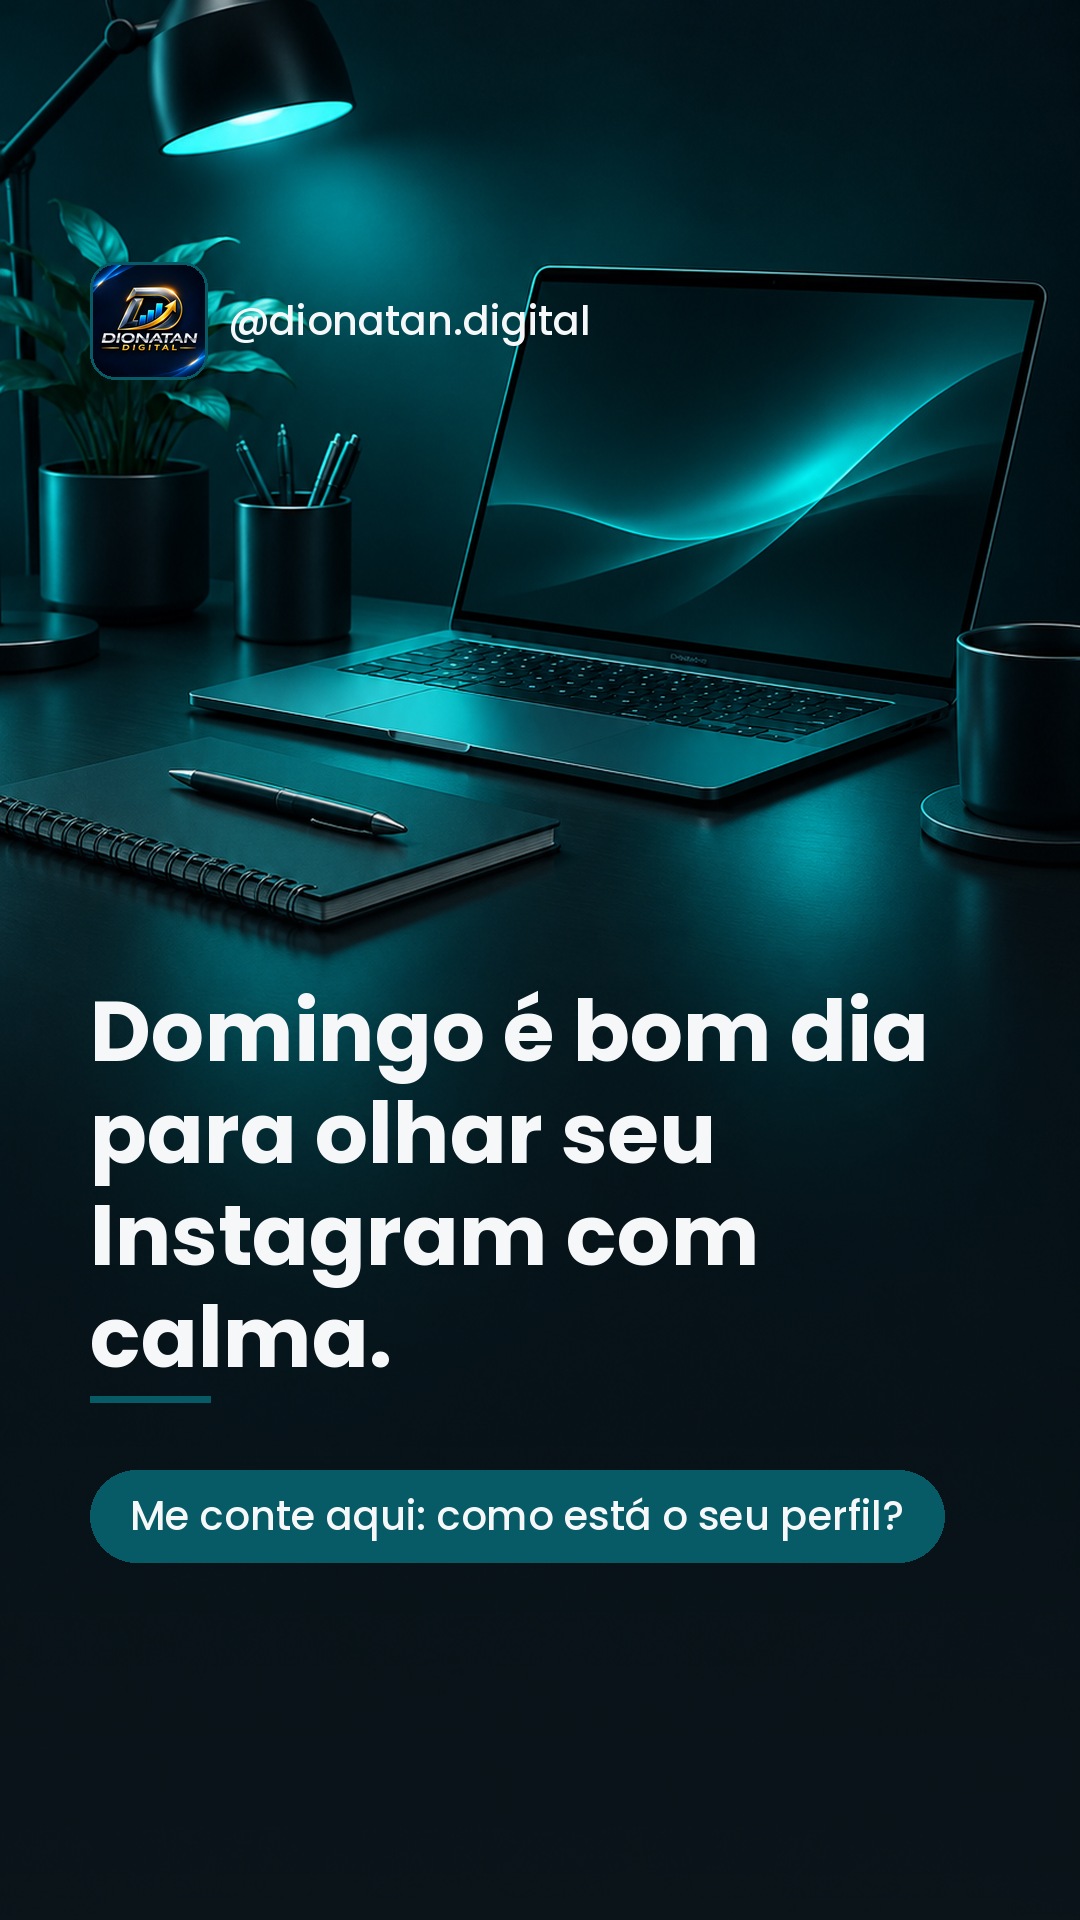 DIONATAN
DIGITAL
@dionatan.digital
Domingo é bom dia
para olhar seu
Instagram com
calma.
Me conte aqui: como está o seu perfil?